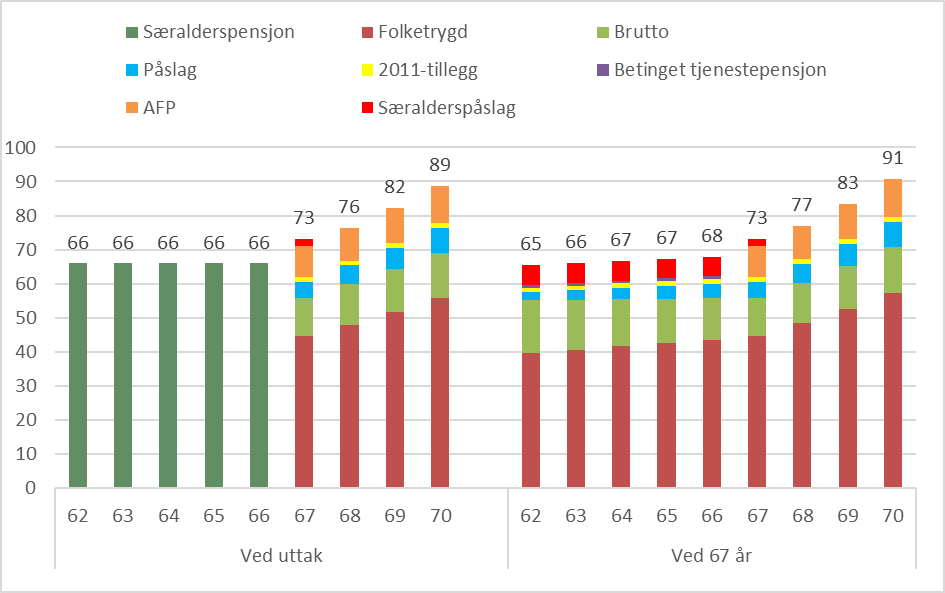 Særalderspensjon Folketrygd Brutto
Påslag 2011-tillegg Betinget tjenestepensjon
AFP Særalderspåslag
100
90
80
70
60
50
40
30
20
10
0
66 66 66 66 66 73 76 82 89
65 66 67 67 68 73 77 83 91
62 63 64 65 66 67 68 69 70
62 63 64 65 66 67 68 69 70
Ved uttak Ved 67 år